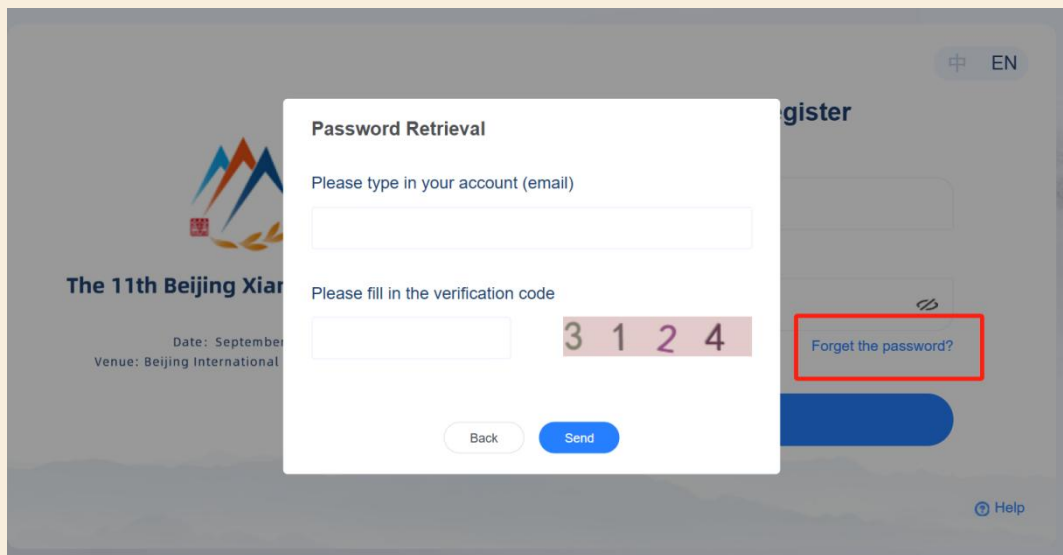 中 EN
egister
Password Retrieval
Please type in your account (email)
The 11th Beijing Xian
Please fill in the verification code
3 1 2 4
Date: September
Venue: Beijing International
Forget the password?
Back
Send
Help